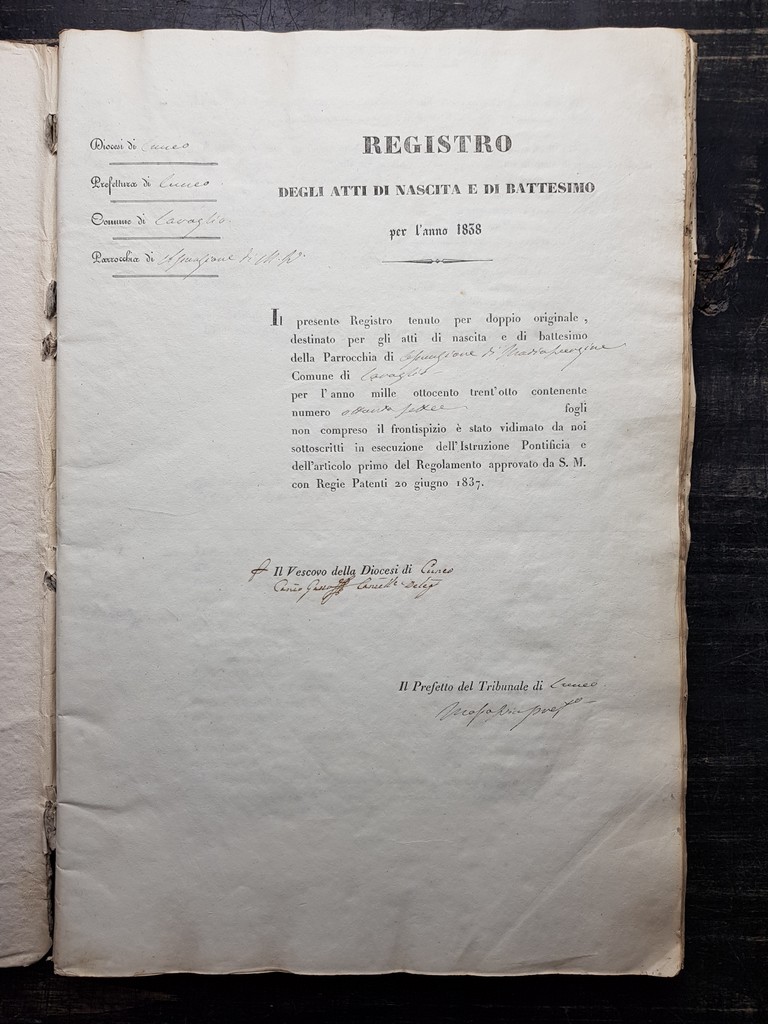 Diocesi di Cuneo
Prefettura di Cuneo
Comune di
Parrocchia di di
REGISTRO
DEGLI ATTI DI NASCITA E DI BATTESIMO
per l'anno 1838
Il presente Registro tenuto per doppio originale,
destinato per gli atti di nascita e di battesimo
della Parrocchia di di
Comune di
per l'anno mille ottocento trent'otto contenente
numero fogli
non compreso il frontispizio è stato vidimato da noi
sottoscritti in esecuzione dell'Istruzione Pontificia e
dell'articolo primo del Regolamento approvato da S. M.
con Regie Patenti 20 giugno 1837.
Il Vescovo della Diocesi di Cuneo
Il Prefetto del Tribunale di Cuneo